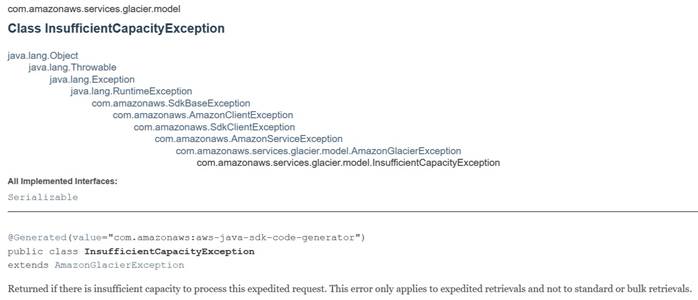 com.amazonaws.services.glacier.model
Class InsufficientCapacityException
java.lang.Object
java.lang.Throwable
java.lang.Exception
java.lang.RuntimeException
com.amazonaws.SdkBaseException
com.amazonaws.AmazonClientException
com.amazonaws.SdkClientException
com.amazonaws.AmazonServiceException
com.amazonaws.services.glacier.model.AmazonGlacierException
com.amazonaws.services.glacier.model.InsufficientCapacityException
All Implemented Interfaces:
Serializable
@Generated(value="com.amazonaws:aws-java-sdk-code-generator")
public class InsufficientCapacityException
extends AmazonGlacierException
Returned if there is insufficient capacity to process this expedited request. This error only applies to expedited retrievals and not to standard or bulk retrievals.